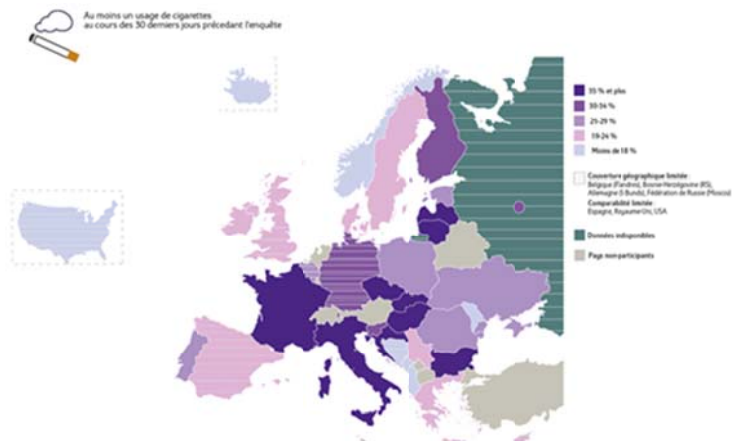 Au moins un usage de cigarettes
au cours des 30 derniers jours précédant l'enquête
35 % et plus
30-34 %
25-29 %
19-24 %
Moins de 18 %
Couverture géographique limitée :
Belgique (Flandres), Bosnie-Herzégovine (RS),
Allemagne (5 Bunds), Fédération de Russie (Moscou)
Comparabilité limitée :
Espagne, Royaume-Uni, USA
Données indisponibles
Pays non-participants